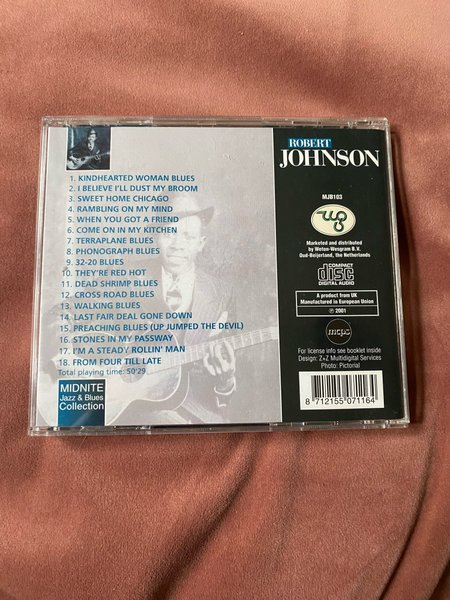 1. KINDHEARTED WOMAN BLUES
2. I BELIEVE I'LL DUST MY BROOM
3. SWEET HOME CHICAGO
4. RAMBLING ON MY MIND
5. WHEN YOU GOT A FRIEND
6. COME ON IN MY KITCHEN
7. TERRAPLANE BLUES
8. PHONOGRAPH BLUES
9. 32-20 BLUES
10. THEY'RE RED HOT
11. DEAD SHRIMP BLUES
12. CROSS ROAD BLUES
13. WALKING BLUES
14. LAST FAIR DEAL GONE DOWN
15. PREACHING BLUES (UP JUMPED THE DEVIL)
16. STONES IN MY PASSWAY
17. I'M A STEADY ROLLIN' MAN
18. FROM FOUR TILL LATE
Total playing time: 50'29
MIDNITE
Jazz & Blues
Collection
ROBERT
JOHNSON
MJB103
wg
Marketed and distributed
by Weton-Wesgram B.V.
Oud-Beijerland, the Netherlands
COMPACT
disc
DIGITAL AUDIO
A product from UK
Manufactured in European Union
℗ 2001
mcps
For license info see booklet inside
Design: Z+Z Multidigital Services
Photo: Pictorial
8 712155 071164